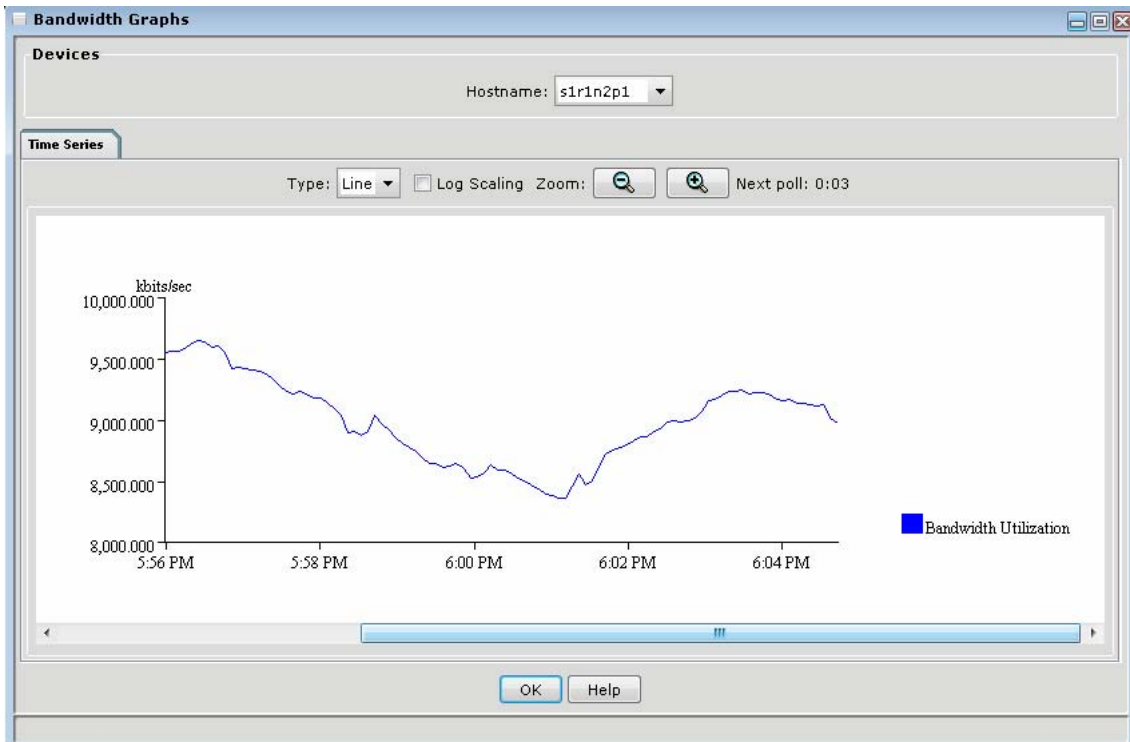 Bandwidth Graphs
Devices
Hostname: s1r1n2p1
Time Series
Type: Line Log Scaling Zoom: Next poll: 0:03
kbits/sec
10,000.000
9,500.000
9,000.000
8,500.000
8,000.000
5:56 PM 5:58 PM 6:00 PM 6:02 PM 6:04 PM
Bandwidth Utilization
OK Help